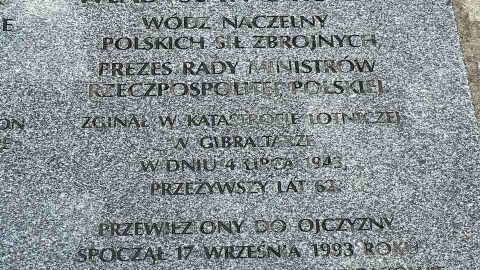 WÓDZ NACZELNY
POLSKICH SIŁ ZBROJNYCH,
PREZES RADY MINISTRÓW
RZECZPOSPOLITEJ POLSKIEJ
ZGINĄŁ W KATASTROFIE LOTNICZEJ
W GIBRALTARZE
W DNIU 4 LIPCA 1943,
PRZEŻYWSZY LAT 62
PRZEWIEZIONY DO OJCZYZNY
SPOCZĄŁ 17 WRZEŚNIA 1993 ROKU